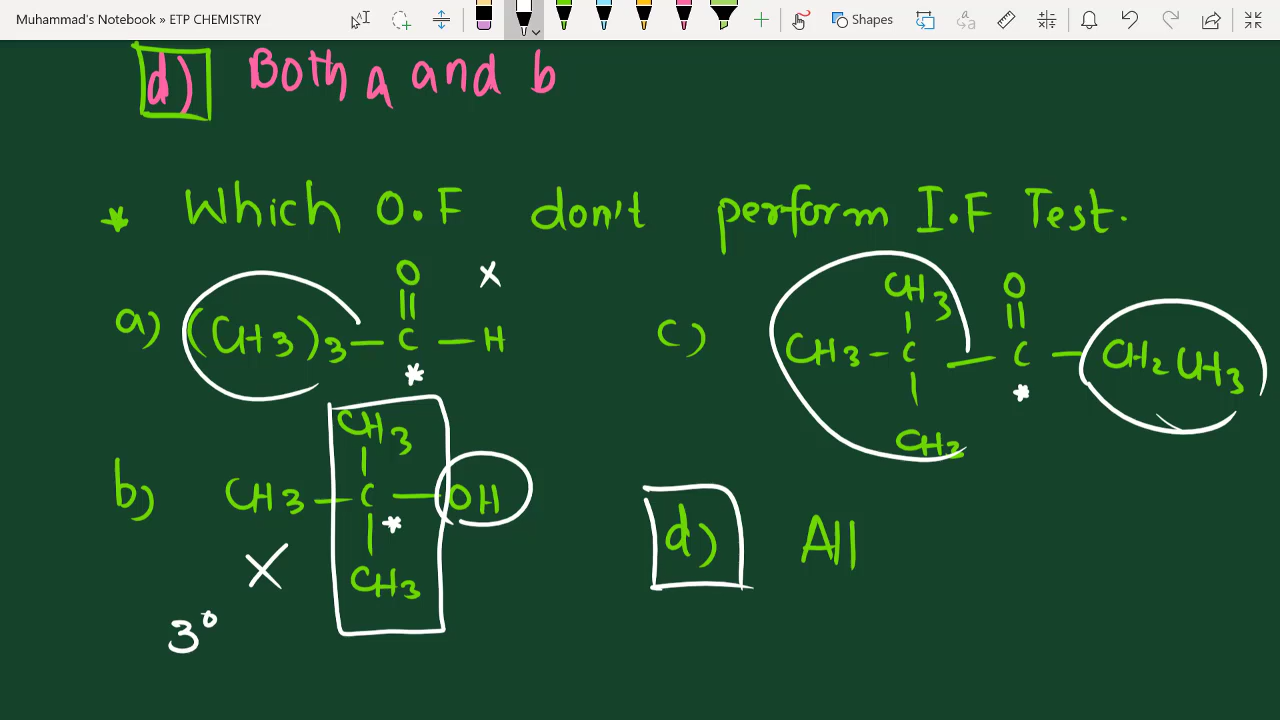 Muhammad's Notebook » ETP CHEMISTRY
Shapes
d) Both a and b
* Which O.F don't perform I.F Test.
a) (CH3)3 — C — H
O
||
*
x
b) CH3 — C — OH
CH3
|
|
CH3
*
X
3°
c) CH3 - C — C — CH2CH3
CH3
|
|
CH3
O
||
*
d) All